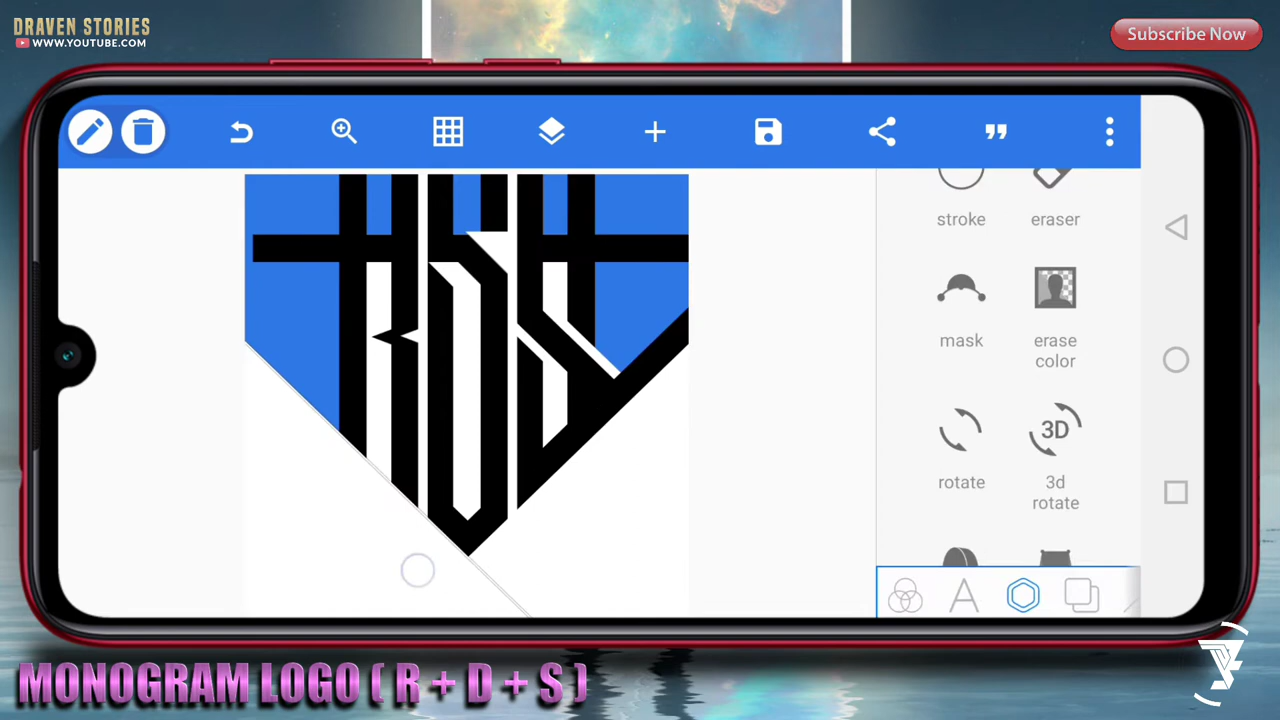 DRAVEN STORIES
WWW.YOUTUBE.COM
Subscribe Now
stroke
eraser
mask
erase
color
rotate
3D
3d
rotate
MONOGRAM LOGO ( R + D + S )